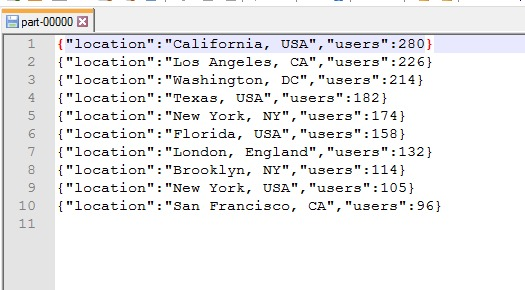 part-00000
1 {"location":"California, USA","users":280}
2 {"location":"Los Angeles, CA","users":226}
3 {"location":"Washington, DC","users":214}
4 {"location":"Texas, USA","users":182}
5 {"location":"New York, NY","users":174}
6 {"location":"Florida, USA","users":158}
7 {"location":"London, England","users":132}
8 {"location":"Brooklyn, NY","users":114}
9 {"location":"New York, USA","users":105}
10 {"location":"San Francisco, CA","users":96}
11